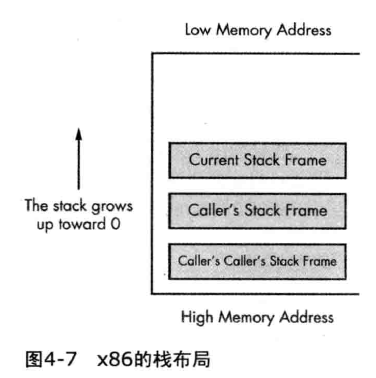 Low Memory Address
Current Stack Frame
The stack grows
up toward 0
Caller's Stack Frame
Caller's Caller's Stack Frame
High Memory Address
图4-7 x86的栈布局